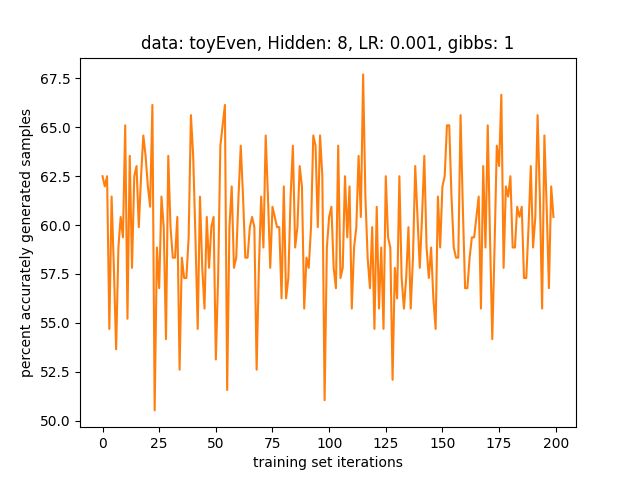 data: toyEven, Hidden: 8, LR: 0.001, gibbs: 1
percent accurately generated samples
67.5
65.0
62.5
60.0
57.5
55.0
52.5
50.0
0 25 50 75 100 125 150 175 200
training set iterations